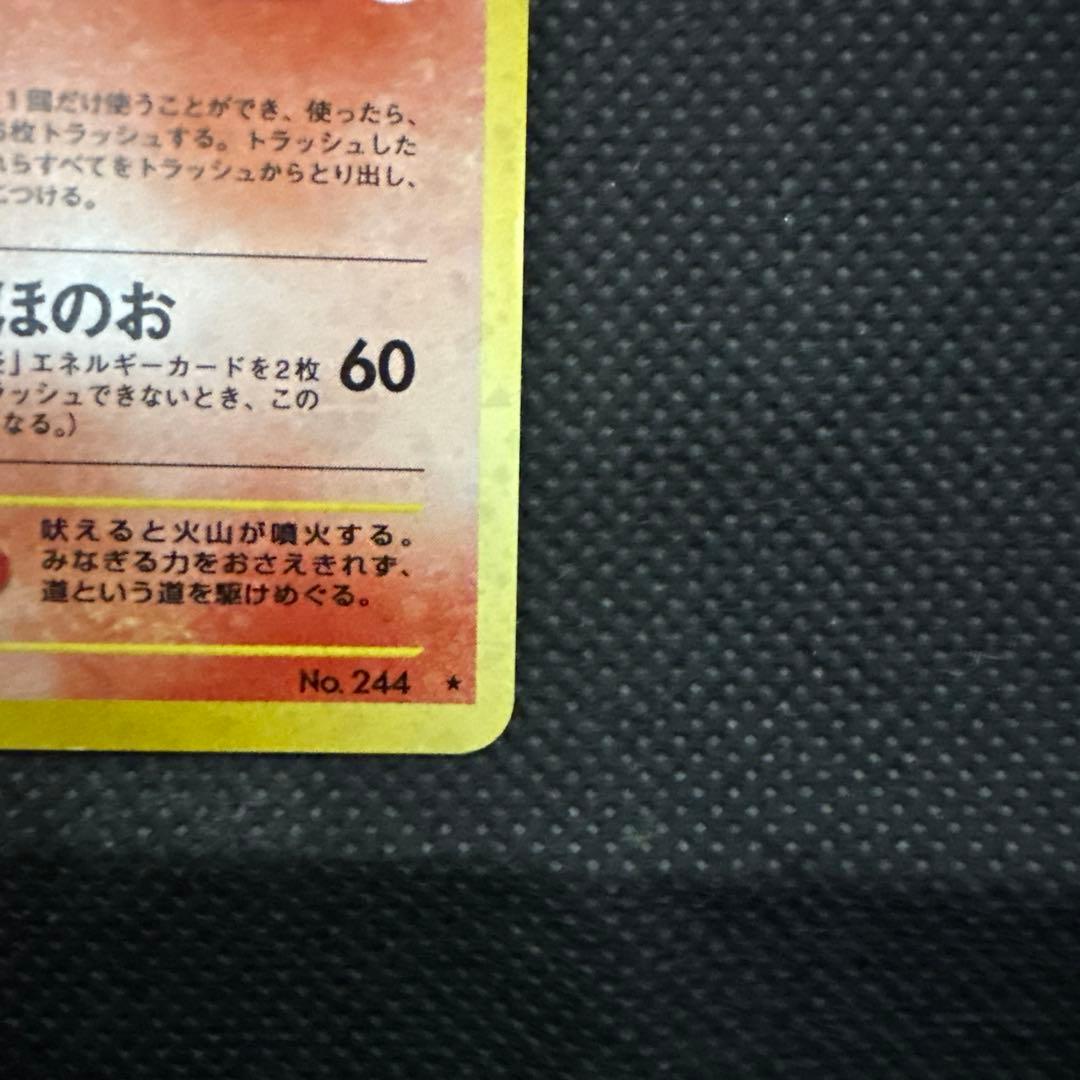 1回だけ使うことができ、使ったら、
枚トラッシュする。トラッシュした
らすべてをトラッシュからとり出し、
つける。
ほのお
」エネルギーカードを2枚
ラッシュできないとき、この
なる。)
60
吠えると火山が噴火する。
みなぎる力をおさえきれず、
道という道を駆けめぐる。
No. 244 ★